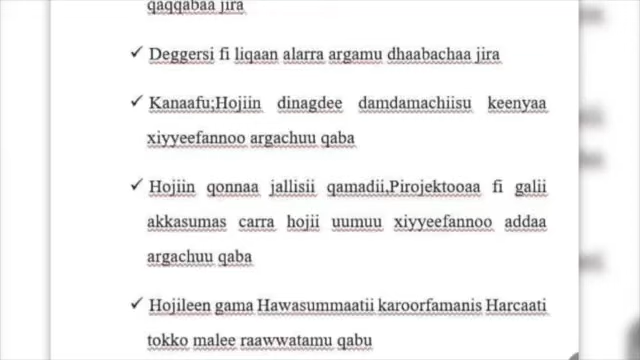 qaqqabaa jira
✓ Deggersi fi liqaan alarra argamu dhaabachaa jira
✓ Kanaafu;Hojiin dinagdee damdamachiisu keenyaa
xiyyeefannoo argachuu qaba
✓ Hojiin qonnaa jallisii qamadii,Pirojektooaa fi galii
akkasumas carra hojii uumuu xiyyeefannoo addaa
argachuu qaba
✓ Hojileen gama Hawasummaatii karoorfamanis Harcaati
tokko malee raawwatamu qabu